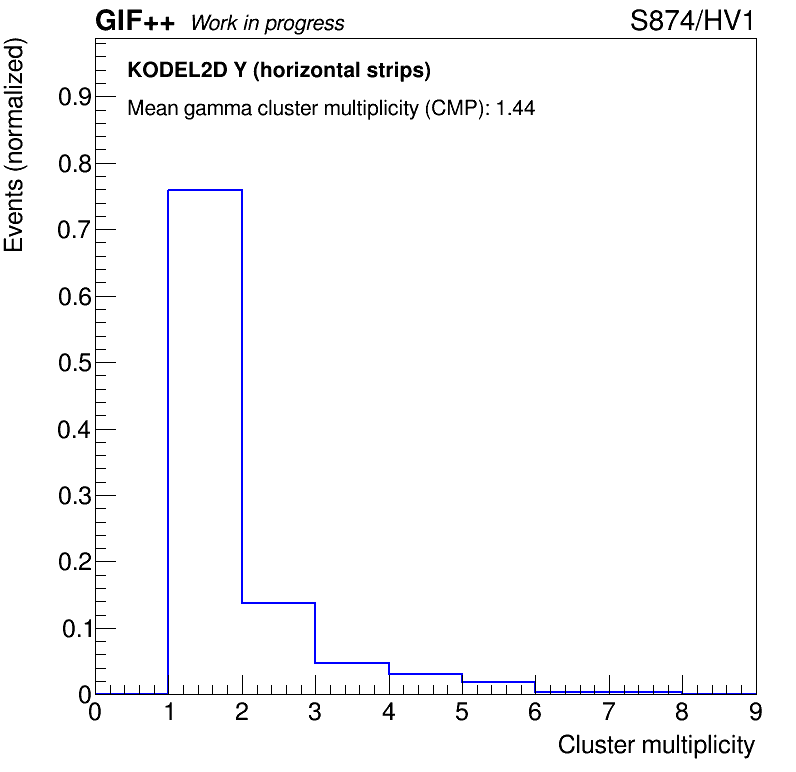 GIF++ Work in progress S874/HV1
KODEL2D Y (horizontal strips)
Mean gamma cluster multiplicity (CMP): 1.44
Events (normalized)
0.9
0.8
0.7
0.6
0.5
0.4
0.3
0.2
0.1
0
0 1 2 3 4 5 6 7 8 9
Cluster multiplicity